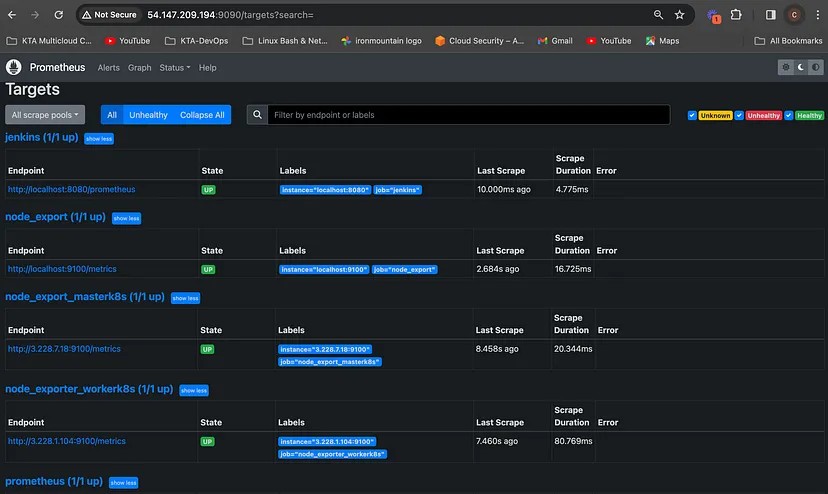 Not Secure 54.147.209.194:9090/targets?search=
1
C
KTA Multicloud C... YouTube KTA-DevOps Linux Bash & Net... ironmountain logo Cloud Security – A... Gmail YouTube Maps All Bookmarks
Prometheus Alerts Graph Status Help
Targets
All scrape pools All Unhealthy Collapse All Filter by endpoint or labels Unknown Unhealthy Healthy
jenkins (1/1 up) show less
Endpoint State Labels Last Scrape Scrape Duration Error
http://localhost:8080/prometheus UP instance="localhost:8080" job="jenkins" 10.000ms ago 4.775ms
node_export (1/1 up) show less
Endpoint State Labels Last Scrape Scrape Duration Error
http://localhost:9100/metrics UP instance="localhost:9100" job="node_export" 2.684s ago 16.725ms
node_export_masterk8s (1/1 up) show less
Endpoint State Labels Last Scrape Scrape Duration Error
http://3.228.7.18:9100/metrics UP instance="3.228.7.18:9100" 8.458s ago 20.344ms
job="node_export_masterk8s"
node_exporter_workerk8s (1/1 up) show less
Endpoint State Labels Last Scrape Scrape Duration Error
http://3.228.1.104:9100/metrics UP instance="3.228.1.104:9100" 7.460s ago 80.769ms
job="node_exporter_workerk8s"
prometheus (1/1 up) show less